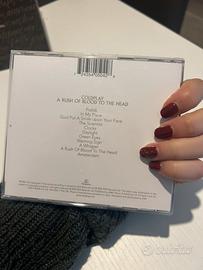 COLDPLAY
A RUSH OF BLOOD TO THE HEAD
Politik
In My Place
God Put A Smile upon Your Face
The Scientist
Clocks
Daylight
Green Eyes
Warning Sign
A Whisper
A Rush Of Blood To The Head
Amsterdam